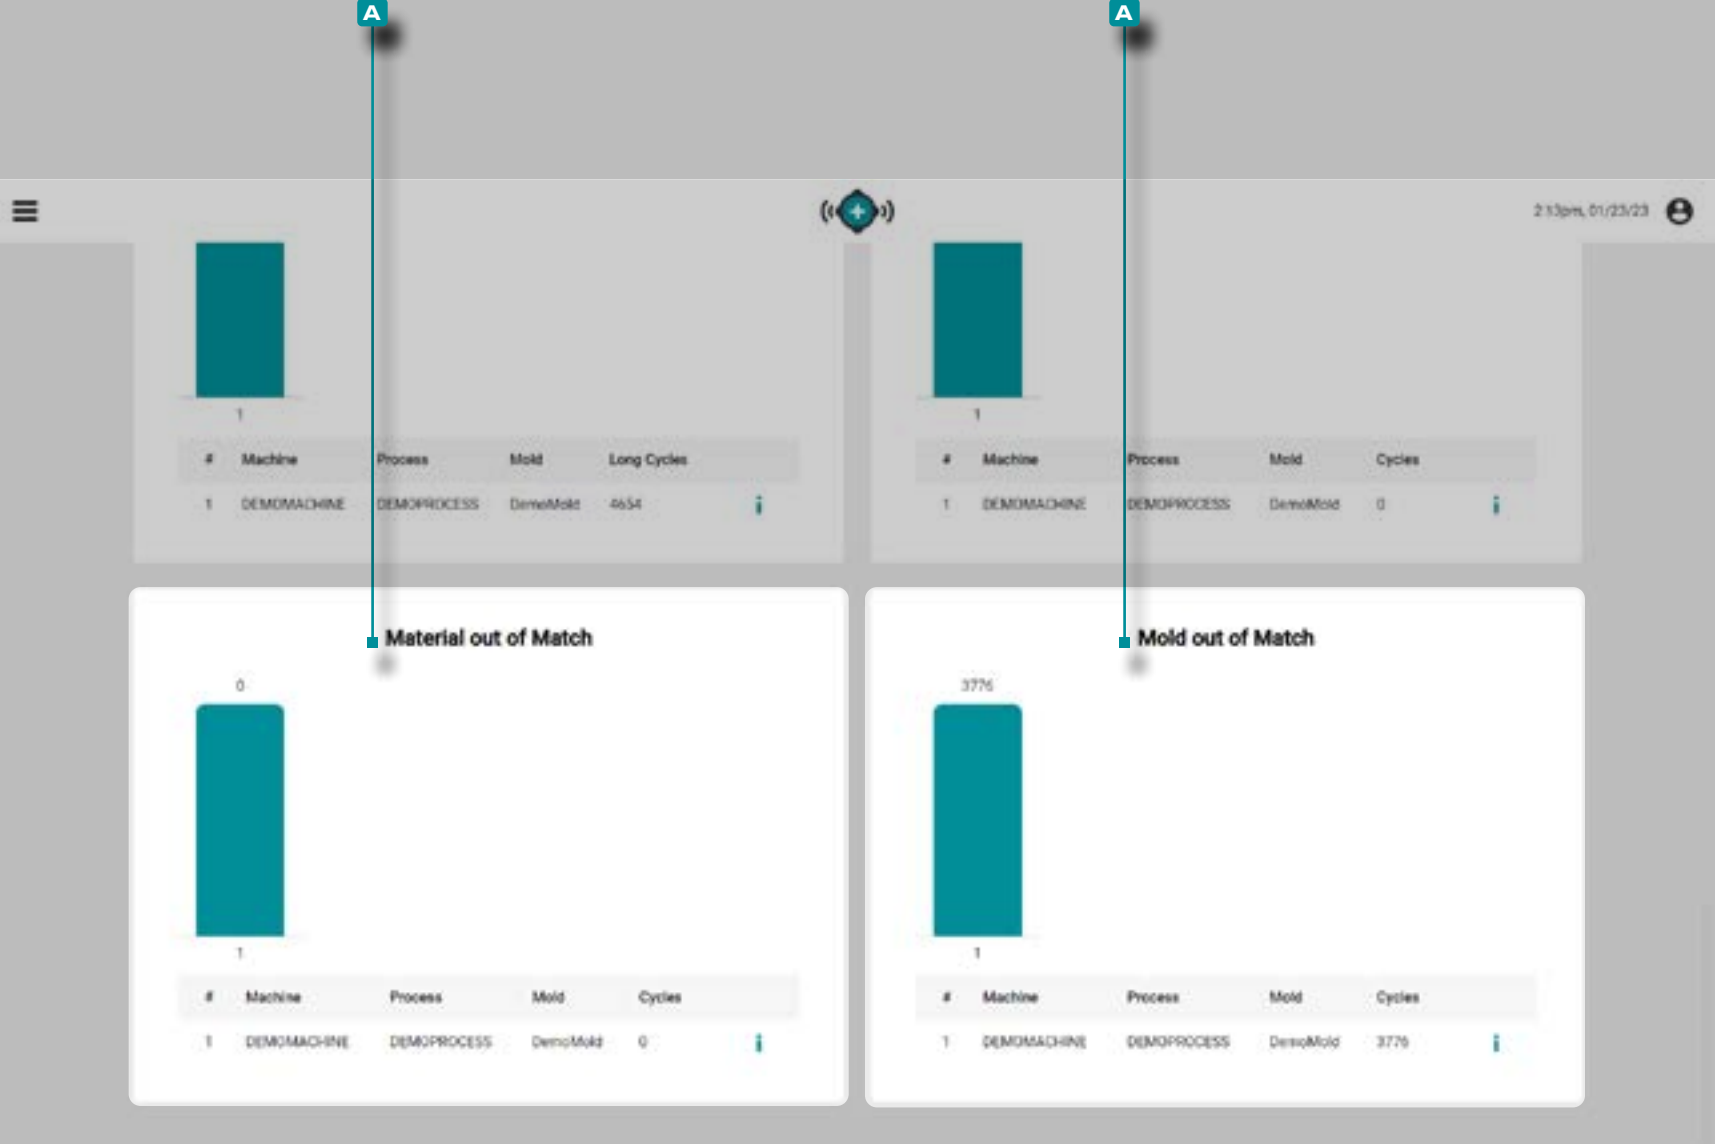 A A
2:13pm, 01/23/23
1 1
# Machine Process Mold Long Cycles
1 DEMOMACHINE DEMOPROCESS DemoMold 4654
# Machine Process Mold Cycles
1 DEMOMACHINE DEMOPROCESS DemoMold 0
Material out of Match
0
1
# Machine Process Mold Cycles
1 DEMOMACHINE DEMOPROCESS DemoMold 0
Mold out of Match
3776
1
# Machine Process Mold Cycles
1 DEMOMACHINE DEMOPROCESS DemoMold 3776